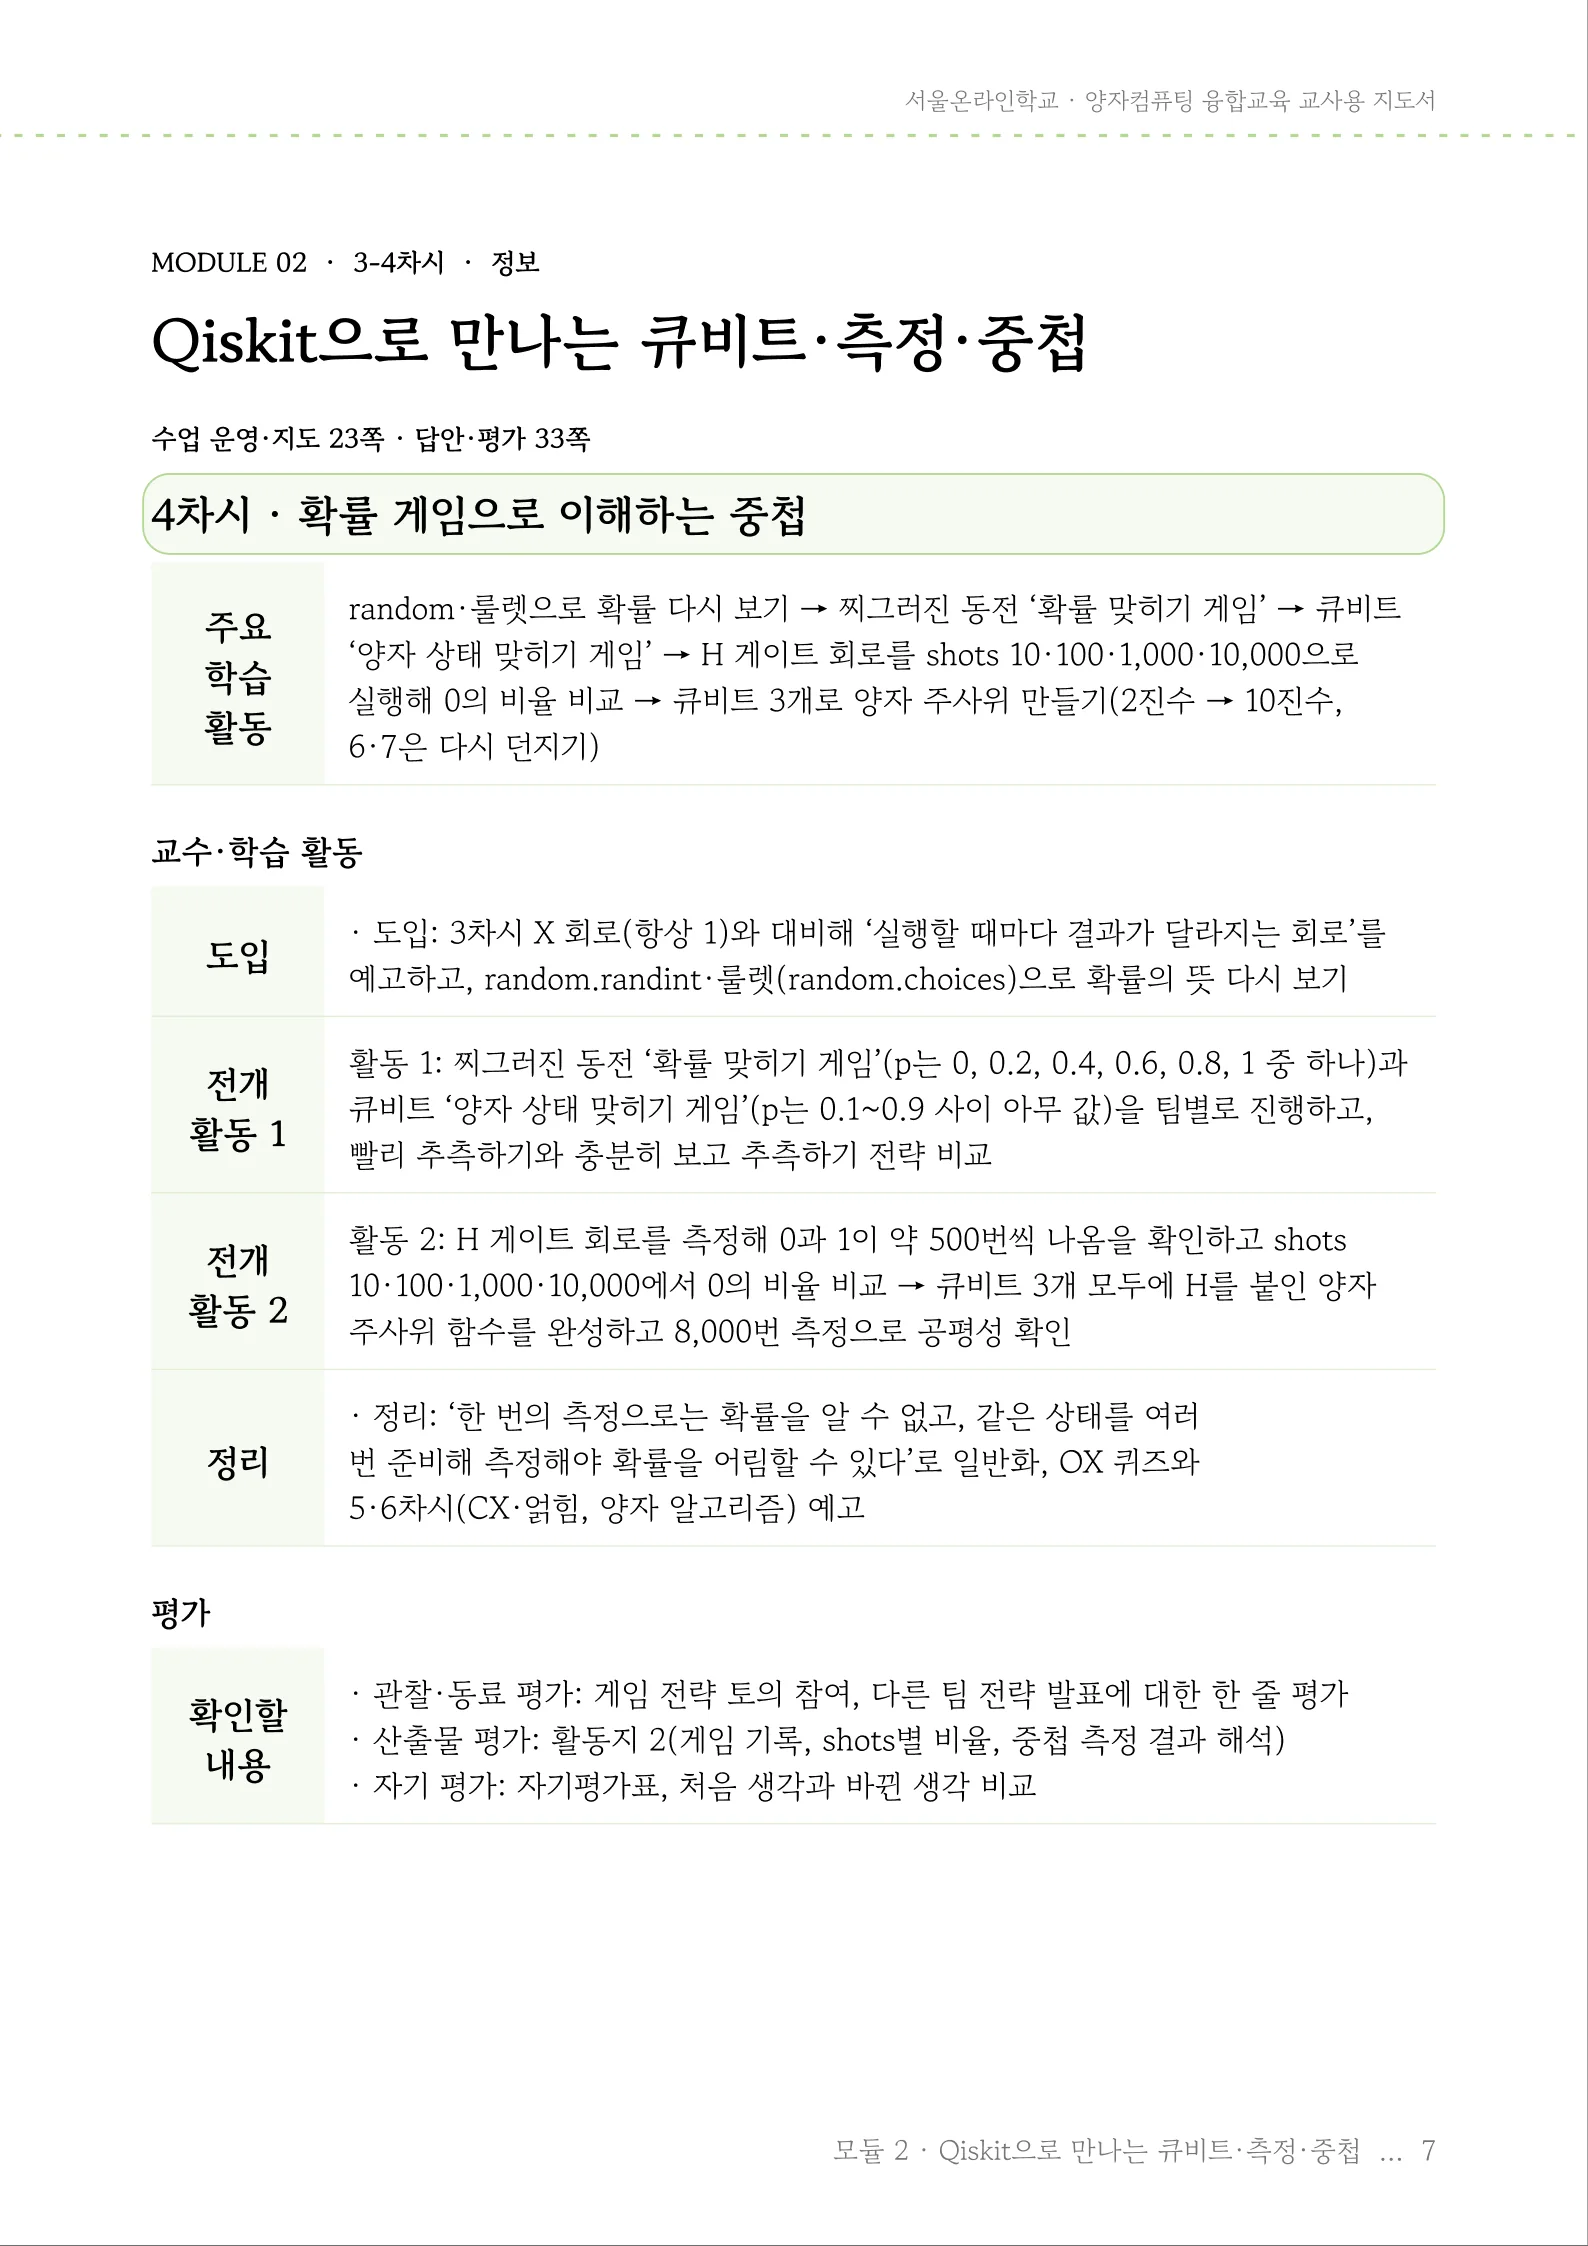 서울온라인학교 · 양자컴퓨팅 융합교육 교사용 지도서
MODULE 02 · 3-4차시 · 정보
Qiskit으로 만나는 큐비트·측정·중첩
수업 운영·지도 23쪽 · 답안·평가 33쪽
4차시 · 확률 게임으로 이해하는 중첩
주요
학습
활동
random·룰렛으로 확률 다시 보기 → 찌그러진 동전 ‘확률 맞히기 게임’ → 큐비트
‘양자 상태 맞히기 게임’ → H 게이트 회로를 shots 10·100·1,000·10,000으로
실행해 0의 비율 비교 → 큐비트 3개로 양자 주사위 만들기(2진수 → 10진수,
6·7은 다시 던지기)
교수·학습 활동
도입
· 도입: 3차시 X 회로(항상 1)와 대비해 ‘실행할 때마다 결과가 달라지는 회로’를
예고하고, random.randint·룰렛(random.choices)으로 확률의 뜻 다시 보기
전개
활동 1
활동 1: 찌그러진 동전 ‘확률 맞히기 게임’(p는 0, 0.2, 0.4, 0.6, 0.8, 1 중 하나)과
큐비트 ‘양자 상태 맞히기 게임’(p는 0.1~0.9 사이 아무 값)을 팀별로 진행하고,
빨리 추측하기와 충분히 보고 추측하기 전략 비교
전개
활동 2
활동 2: H 게이트 회로를 측정해 0과 1이 약 500번씩 나옴을 확인하고 shots
10·100·1,000·10,000에서 0의 비율 비교 → 큐비트 3개 모두에 H를 붙인 양자
주사위 함수를 완성하고 8,000번 측정으로 공평성 확인
정리
· 정리: ‘한 번의 측정으로는 확률을 알 수 없고, 같은 상태를 여러
번 준비해 측정해야 확률을 어림할 수 있다’로 일반화, OX 퀴즈와
5·6차시(CX·얽힘, 양자 알고리즘) 예고
평가
확인할
내용
· 관찰·동료 평가: 게임 전략 토의 참여, 다른 팀 전략 발표에 대한 한 줄 평가
· 산출물 평가: 활동지 2(게임 기록, shots별 비율, 중첩 측정 결과 해석)
· 자기 평가: 자기평가표, 처음 생각과 바뀐 생각 비교
모듈 2 · Qiskit으로 만나는 큐비트·측정·중첩 ... 7